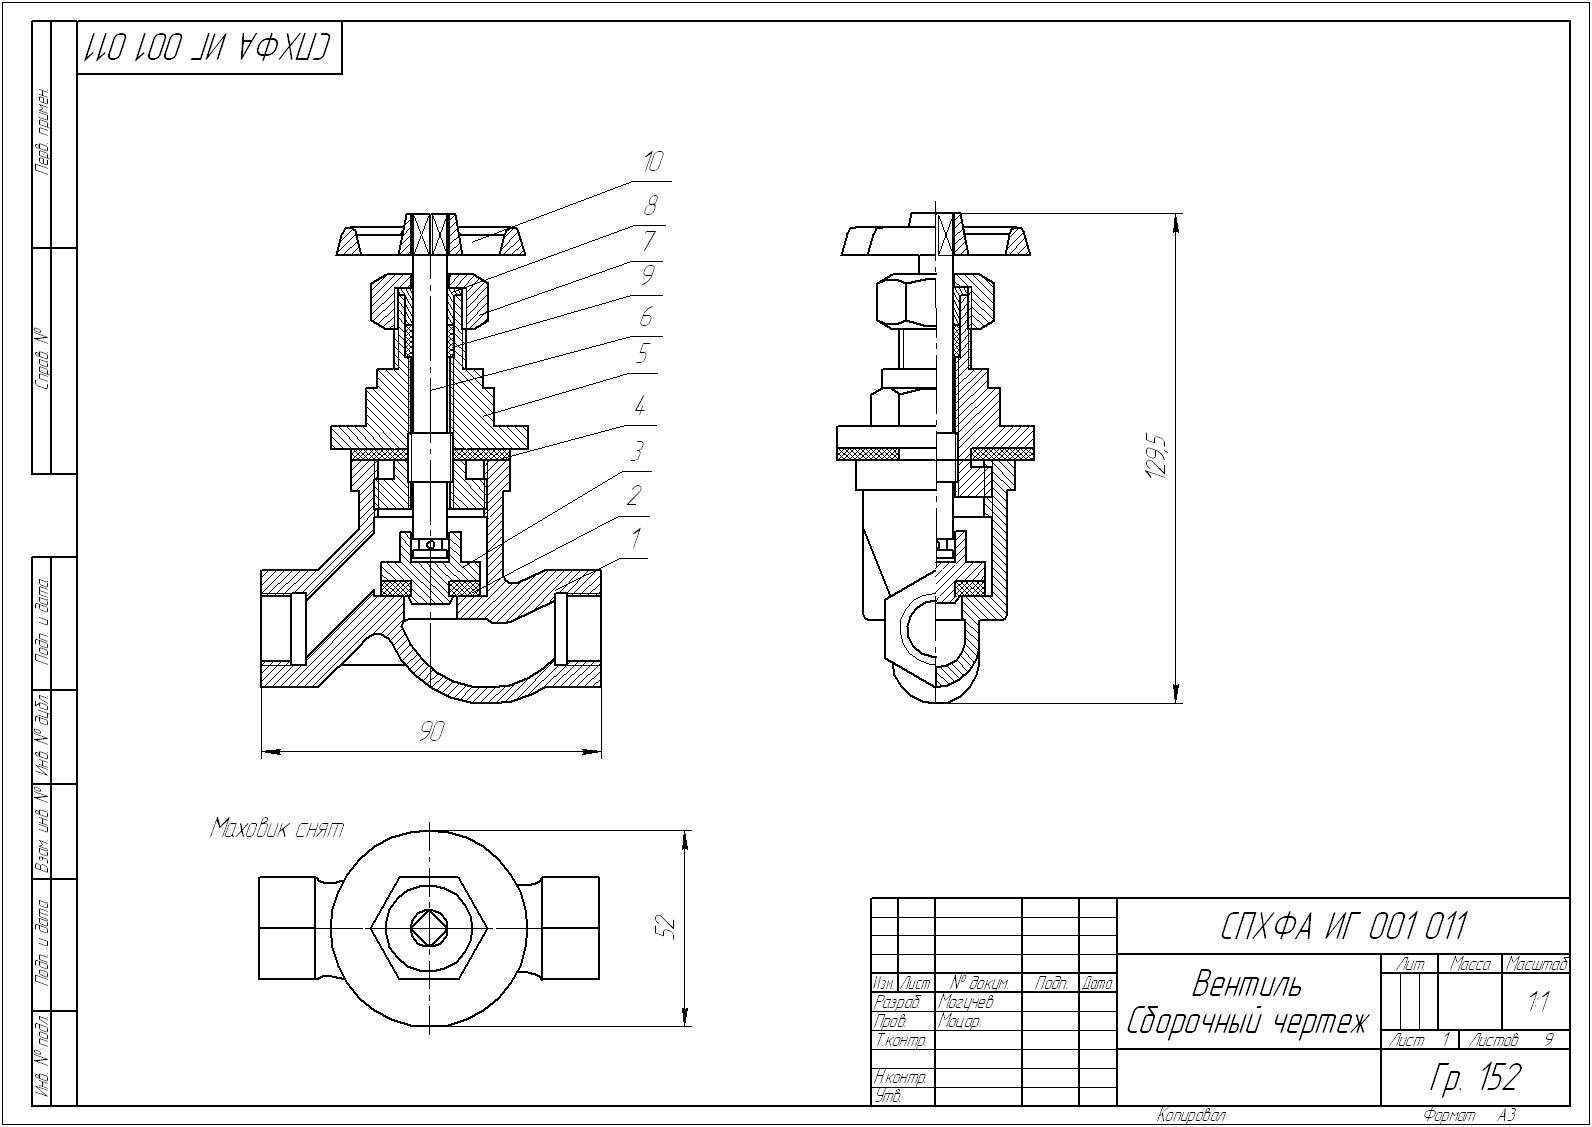 СПХФА ИГ 001 011
Перв. примен.
Справ. №
Подп. и дата
Инв. № дубл.
Взам. инв. №
Подп. и дата
Инв. № подл.
10
8
7
9
6
5
4
3
2
1
90
129,5
Маховик снят
52
СПХФА ИГ 001 011
Изм. Лист № докум. Подп. Дата
Разраб. Могучев
Пров. Моцар
Т.контр.
Н.контр.
Утв.
Вентиль
Сборочный чертеж
Лит. Масса Масштаб
1:1
Лист 1 Листов 9
Гр. 152
Копировал Формат А3